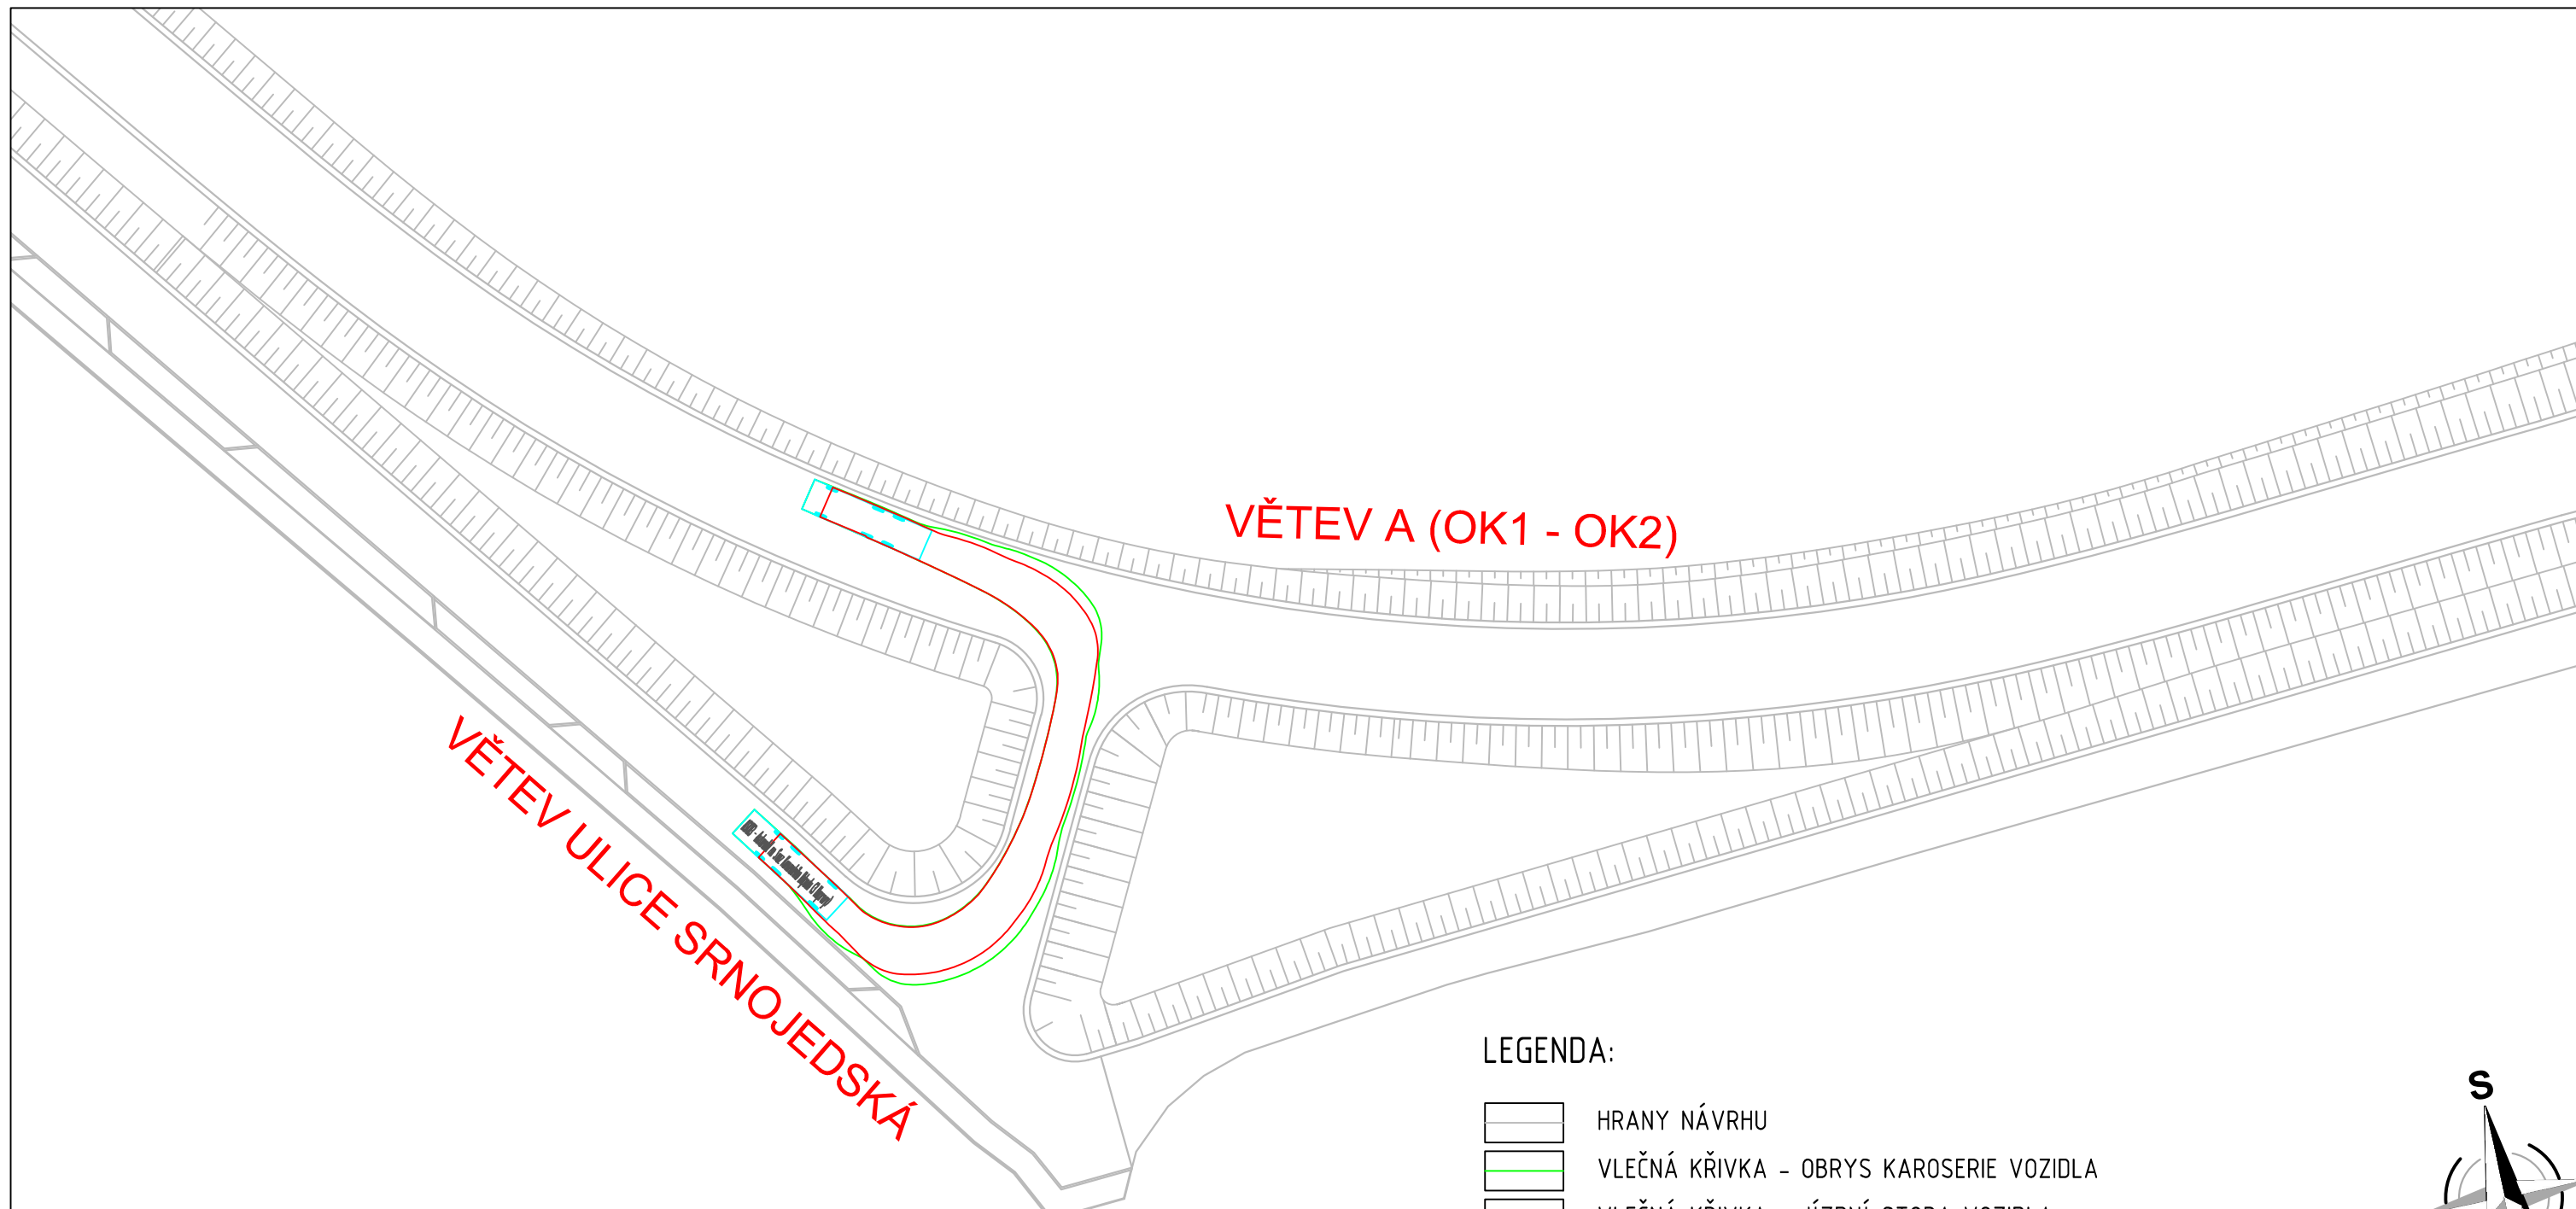 VĚTEV A (OK1 - OK2)
VĚTEV ULICE SRNOJEDSKÁ
LEGENDA:
HRANY NÁVRHU
VLEČNÁ KŘIVKA - OBRYS KAROSERIE VOZIDLA
S